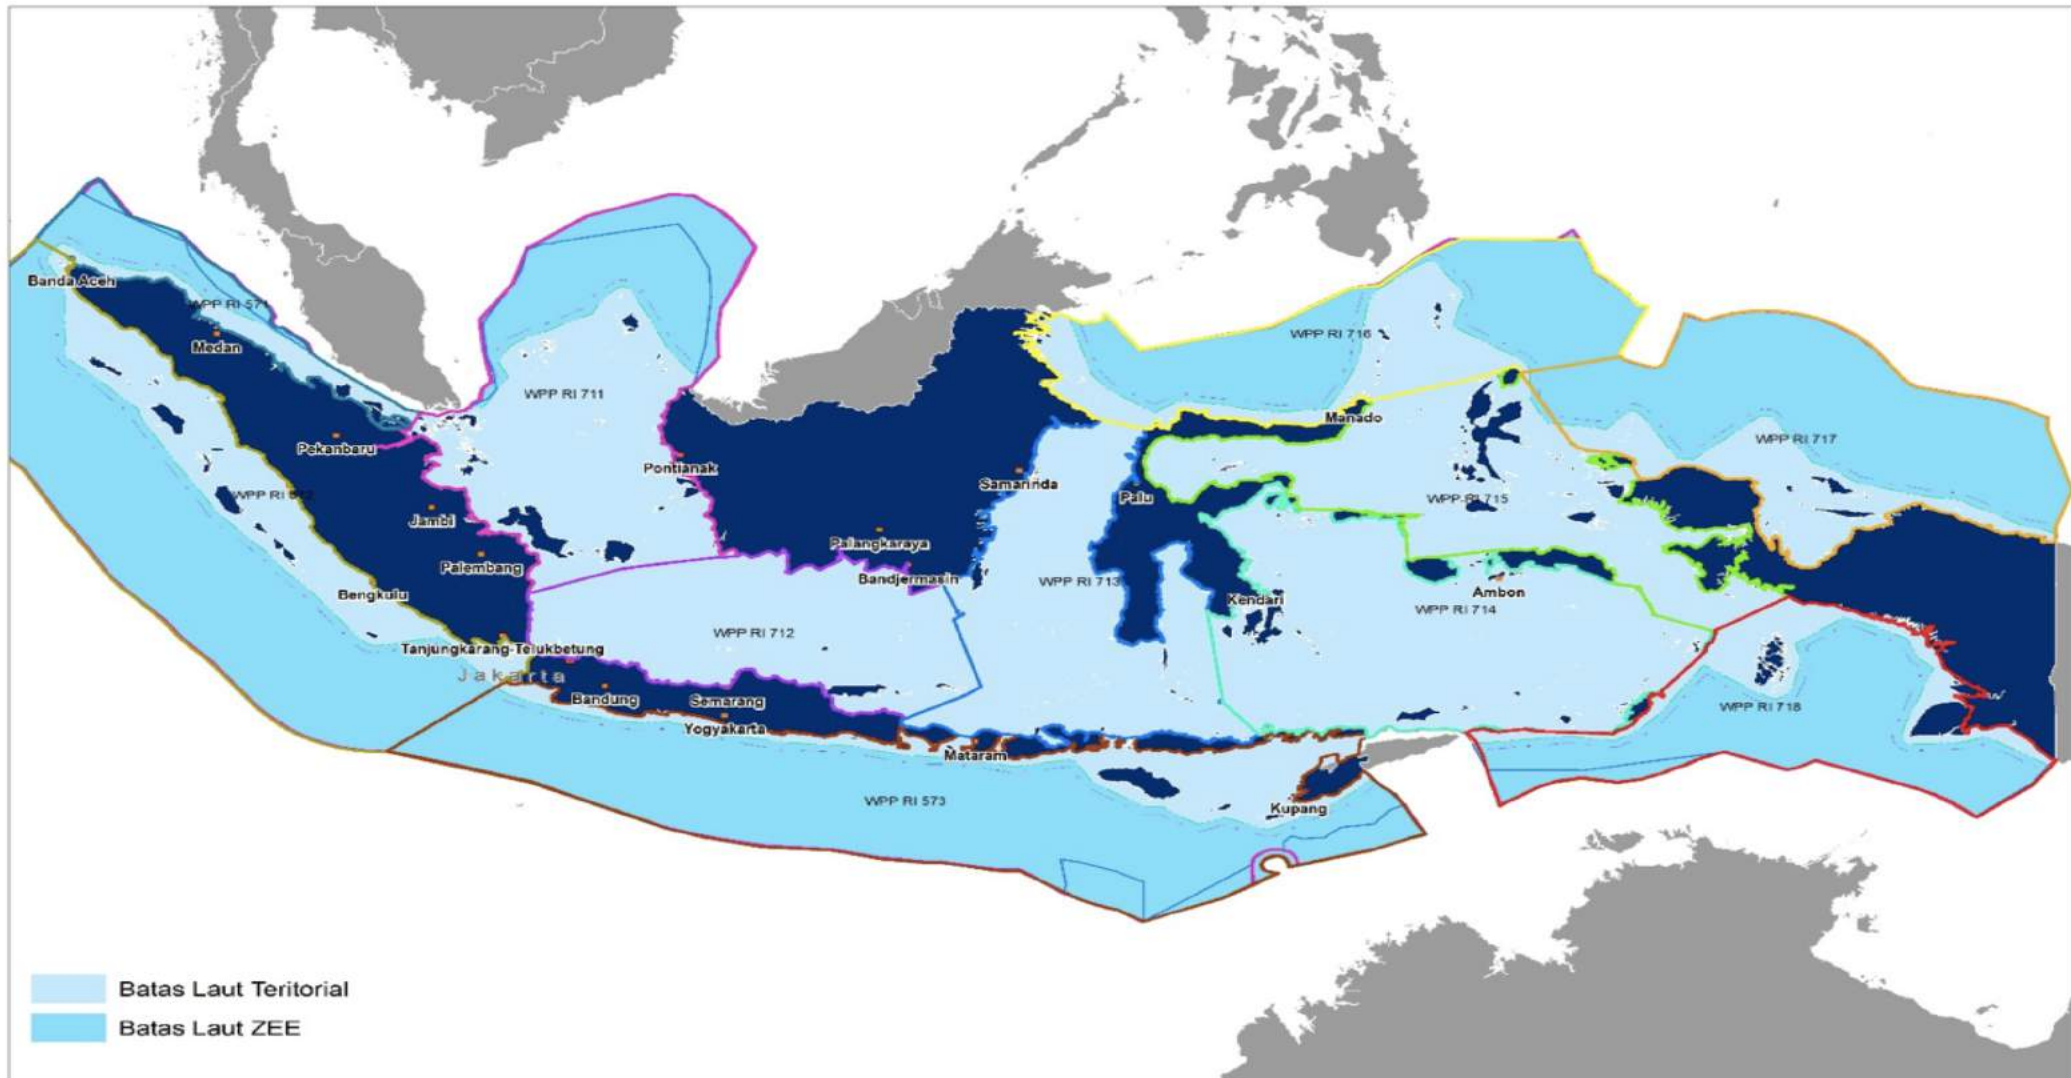 Banda Aceh
WPP RI 571
Medan
WPP RI 716
WPP RI 711
Manado
WPP RI 717
Pekanbaru
Pontianak
Samarinda
Palu
WPP RI 572
WPP-RI 715
Jambi
Palangkaraya
Palembang
Bandjermasin
WPP RI 713
Bengkulu
Kendari
Ambon
WPP RI 714
WPP RI 712
Tanjungkarang-Telukbetung
Jakarta
Bandung
Semarang
WPP RI 718
Yogyakarta
Mataram
WPP RI 573
Kupang
Batas Laut Teritorial
Batas Laut ZEE